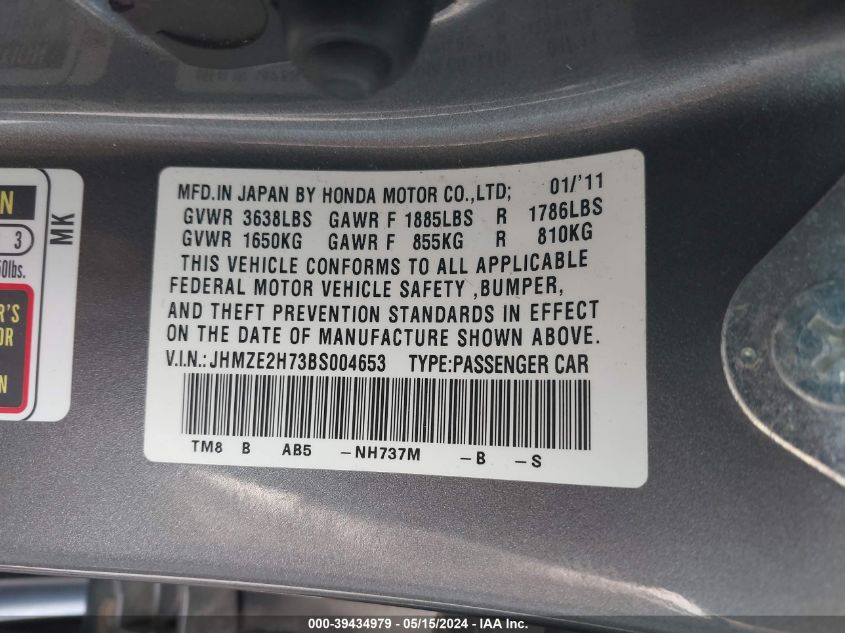 MFD.IN JAPAN BY HONDA MOTOR CO.,LTD; 01/'11
GVWR 3638LBS GAWR F 1885LBS R 1786LBS
GVWR 1650KG GAWR F 855KG R 810KG
THIS VEHICLE CONFORMS TO ALL APPLICABLE
FEDERAL MOTOR VEHICLE SAFETY ,BUMPER,
AND THEFT PREVENTION STANDARDS IN EFFECT
ON THE DATE OF MANUFACTURE SHOWN ABOVE.
V.I.N.:JHMZE2H73BS004653 TYPE:PASSENGER CAR
TM8 B AB5 -NH737M -B -S
N
3
0lbs.
R'S
OR
N
MK
000-39434979 - 05/15/2024 - IAA Inc.